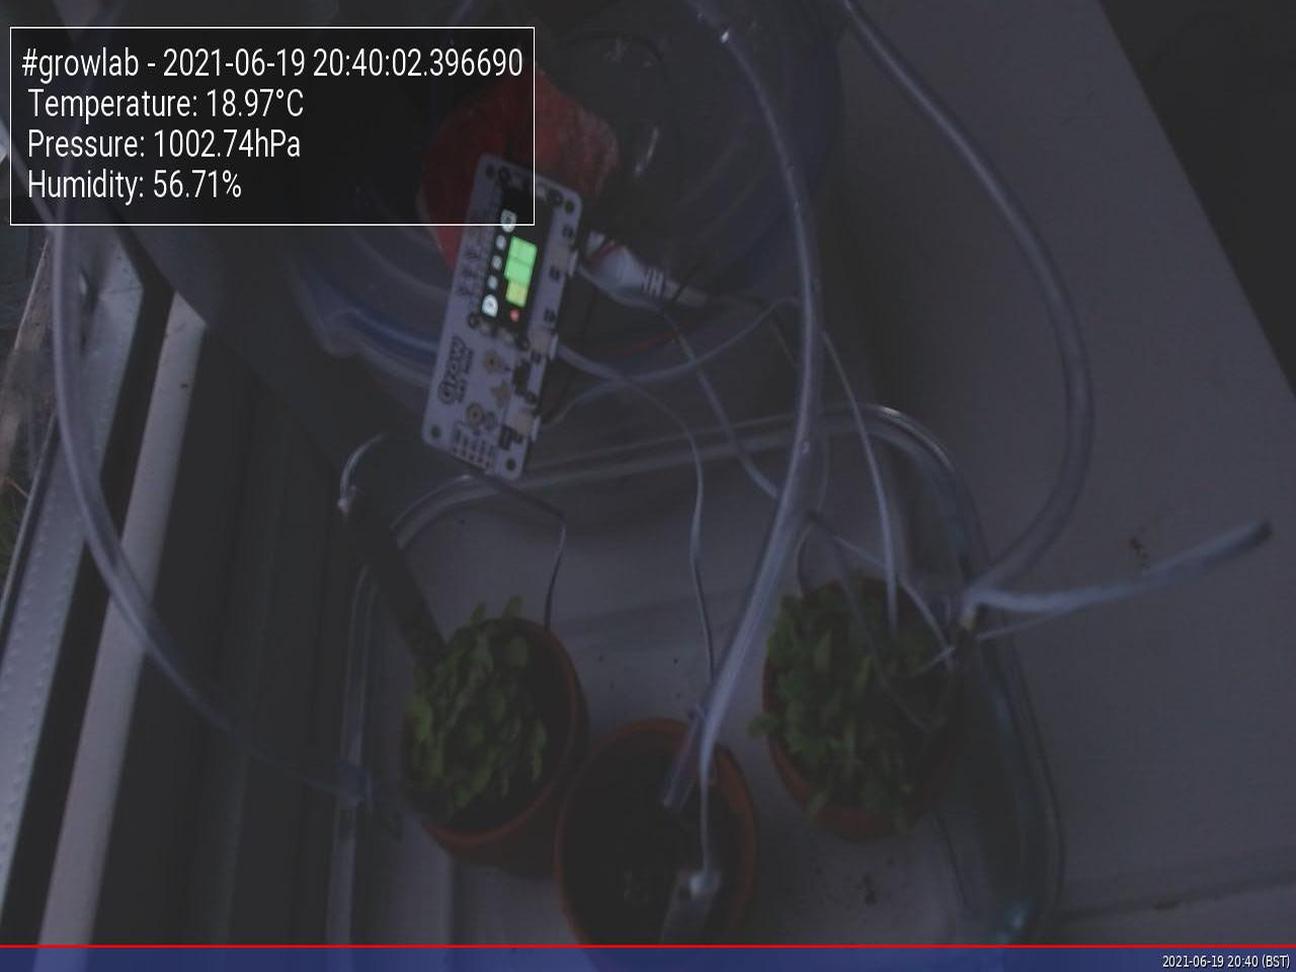 #growlab - 2021-06-19 20:40:02.396690
Temperature: 18.97°C
Pressure: 1002.74hPa
Humidity: 56.71%
Grow
2021-06-19 20:40 (BST)